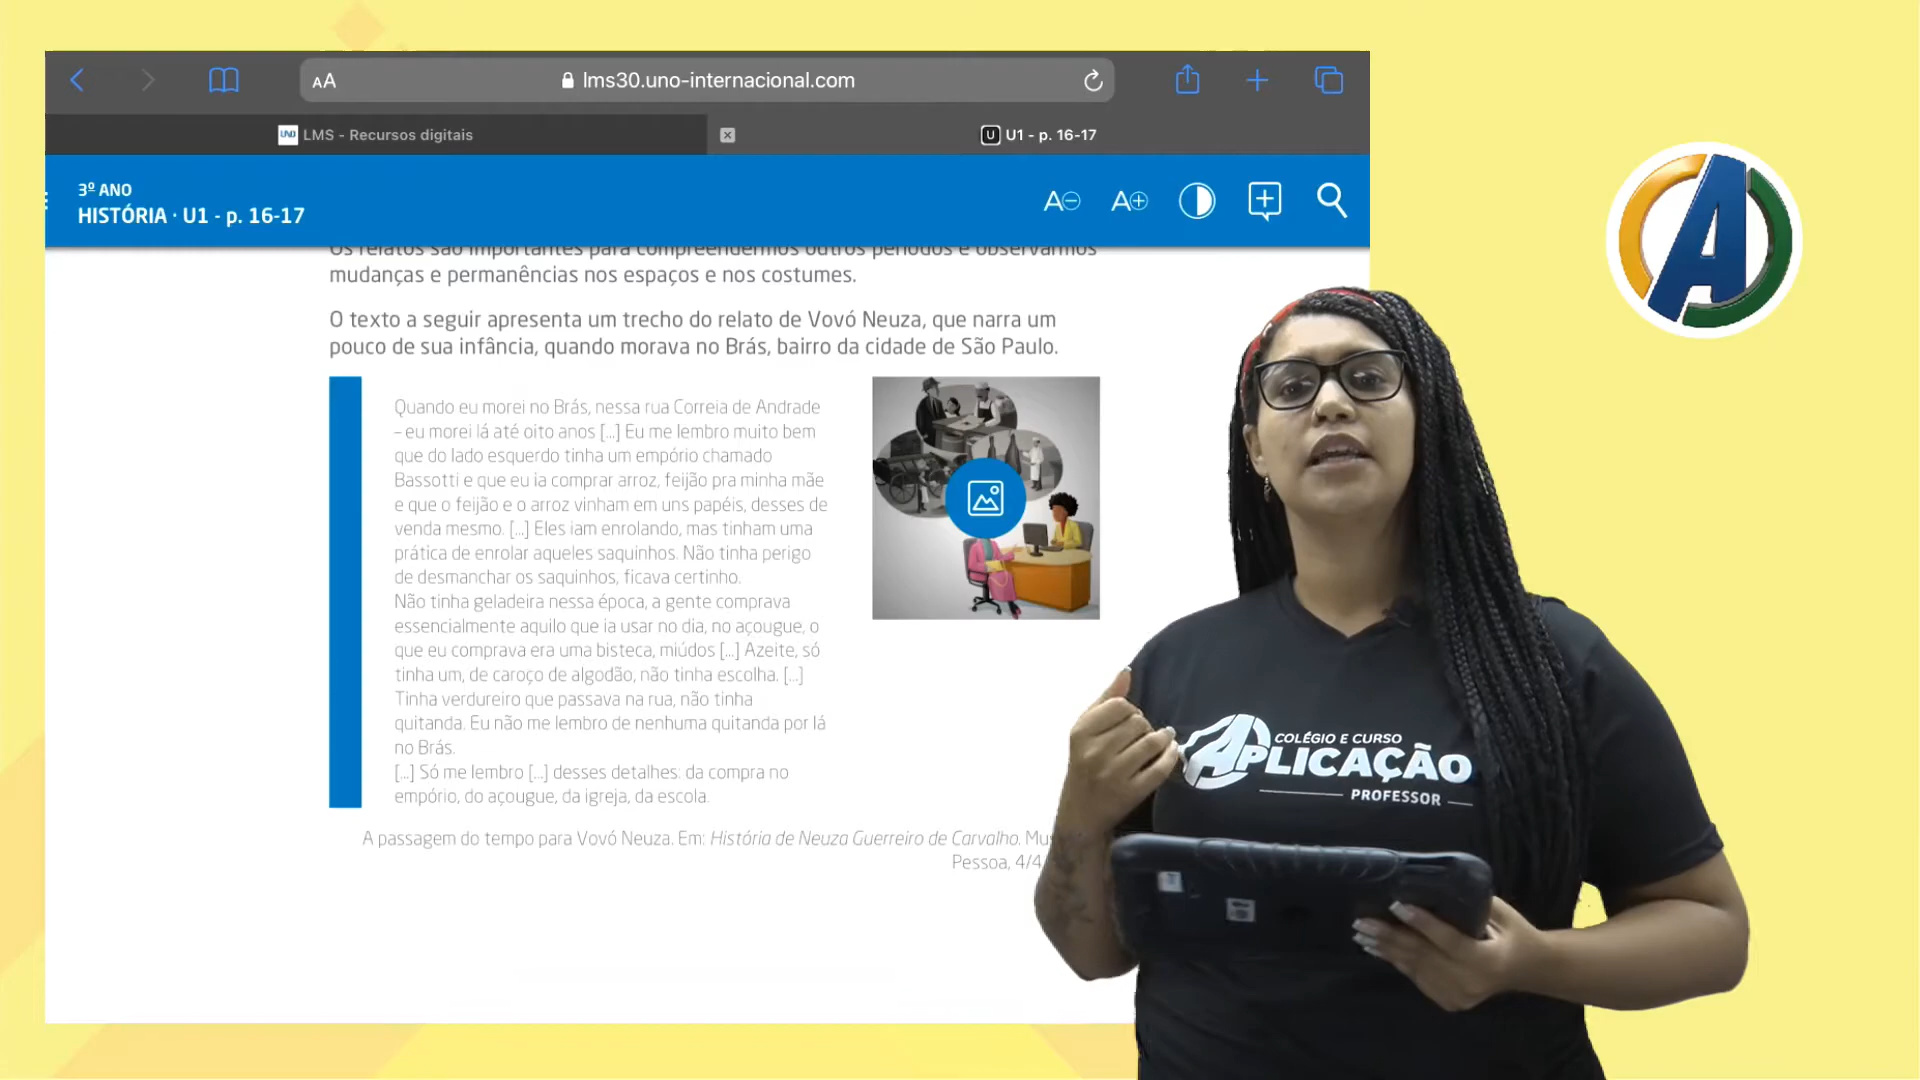 AA
lms30.uno-internacional.com
UNO LMS - Recursos digitais
U U1 - p. 16-17
3º ANO
HISTÓRIA · U1 - p. 16-17
A A
Os relatos são importantes para compreendermos outros períodos e observarmos
mudanças e permanências nos espaços e nos costumes.
O texto a seguir apresenta um trecho do relato de Vovó Neuza, que narra um
pouco de sua infância, quando morava no Brás, bairro da cidade de São Paulo.
Quando eu morei no Brás, nessa rua Correia de Andrade
– eu morei lá até oito anos [...] Eu me lembro muito bem
que do lado esquerdo tinha um empório chamado
Bassotti e que eu ia comprar arroz, feijão pra minha mãe
e que o feijão e o arroz vinham em uns papéis, desses de
venda mesmo. [...] Eles iam enrolando, mas tinham uma
prática de enrolar aqueles saquinhos. Não tinha perigo
de desmanchar os saquinhos, ficava certinho.
Não tinha geladeira nessa época, a gente comprava
essencialmente aquilo que ia usar no dia, no açougue, o
que eu comprava era uma bisteca, miúdos [...] Azeite, só
tinha um, de caroço de algodão, não tinha escolha. [...]
Tinha verdureiro que passava na rua, não tinha
quitanda. Eu não me lembro de nenhuma quitanda por lá
no Brás.
[...] Só me lembro [...] desses detalhes: da compra no
empório, do açougue, da igreja, da escola.
A passagem do tempo para Vovó Neuza. Em: História de Neuza Guerreiro de Carvalho.
Pessoa, 4/4
A
COLÉGIO E CURSO
APLICAÇÃO
PROFESSOR